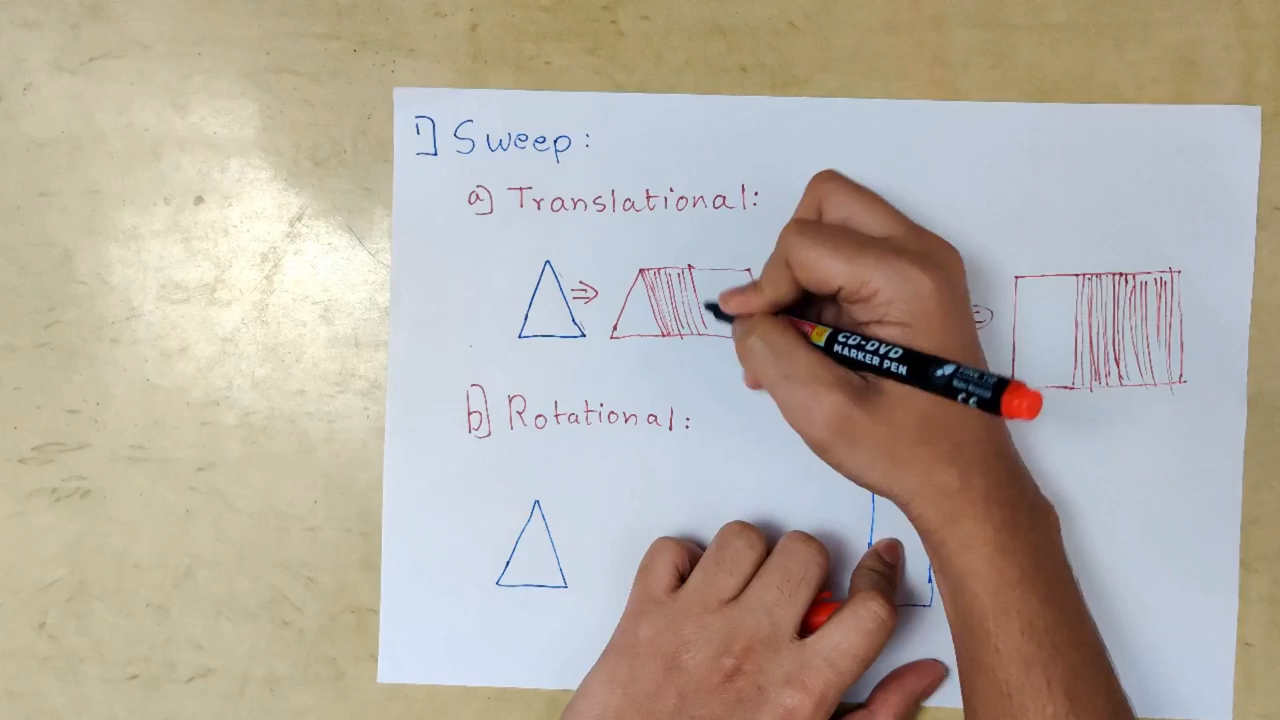 1] Sweep:
a] Translational:
⇒
b] Rotational:
CD-DVD
MARKER PEN